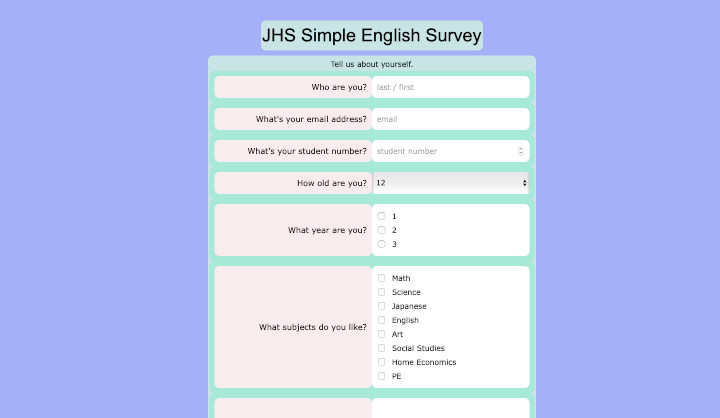 JHS Simple English Survey
Tell us about yourself.
Who are you? last / first
What's your email address? email
What's your student number? student number
How old are you? 12
What year are you?
1
2
3
What subjects do you like?
Math
Science
Japanese
English
Art
Social Studies
Home Economics
PE